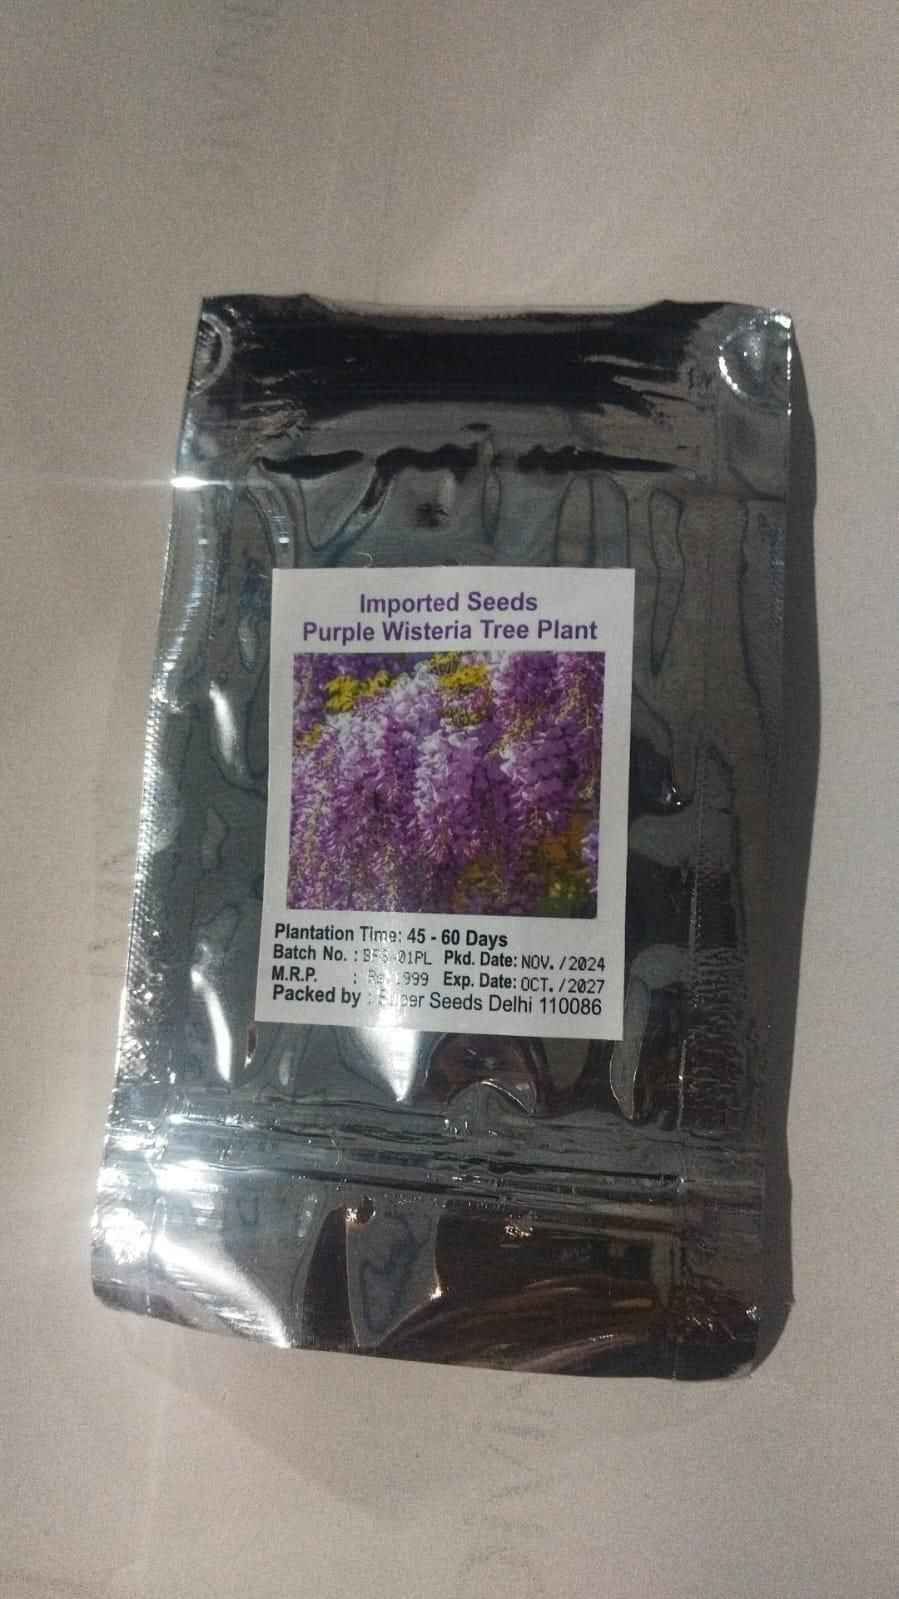 Imported Seeds
Purple Wisteria Tree Plant
Plantation Time: 45 - 60 Days
Batch No. : Pkd. Date: NOV. /2024
M.R.P. : Exp. Date: OCT. /2027
Packed by : Super Seeds Delhi 110086